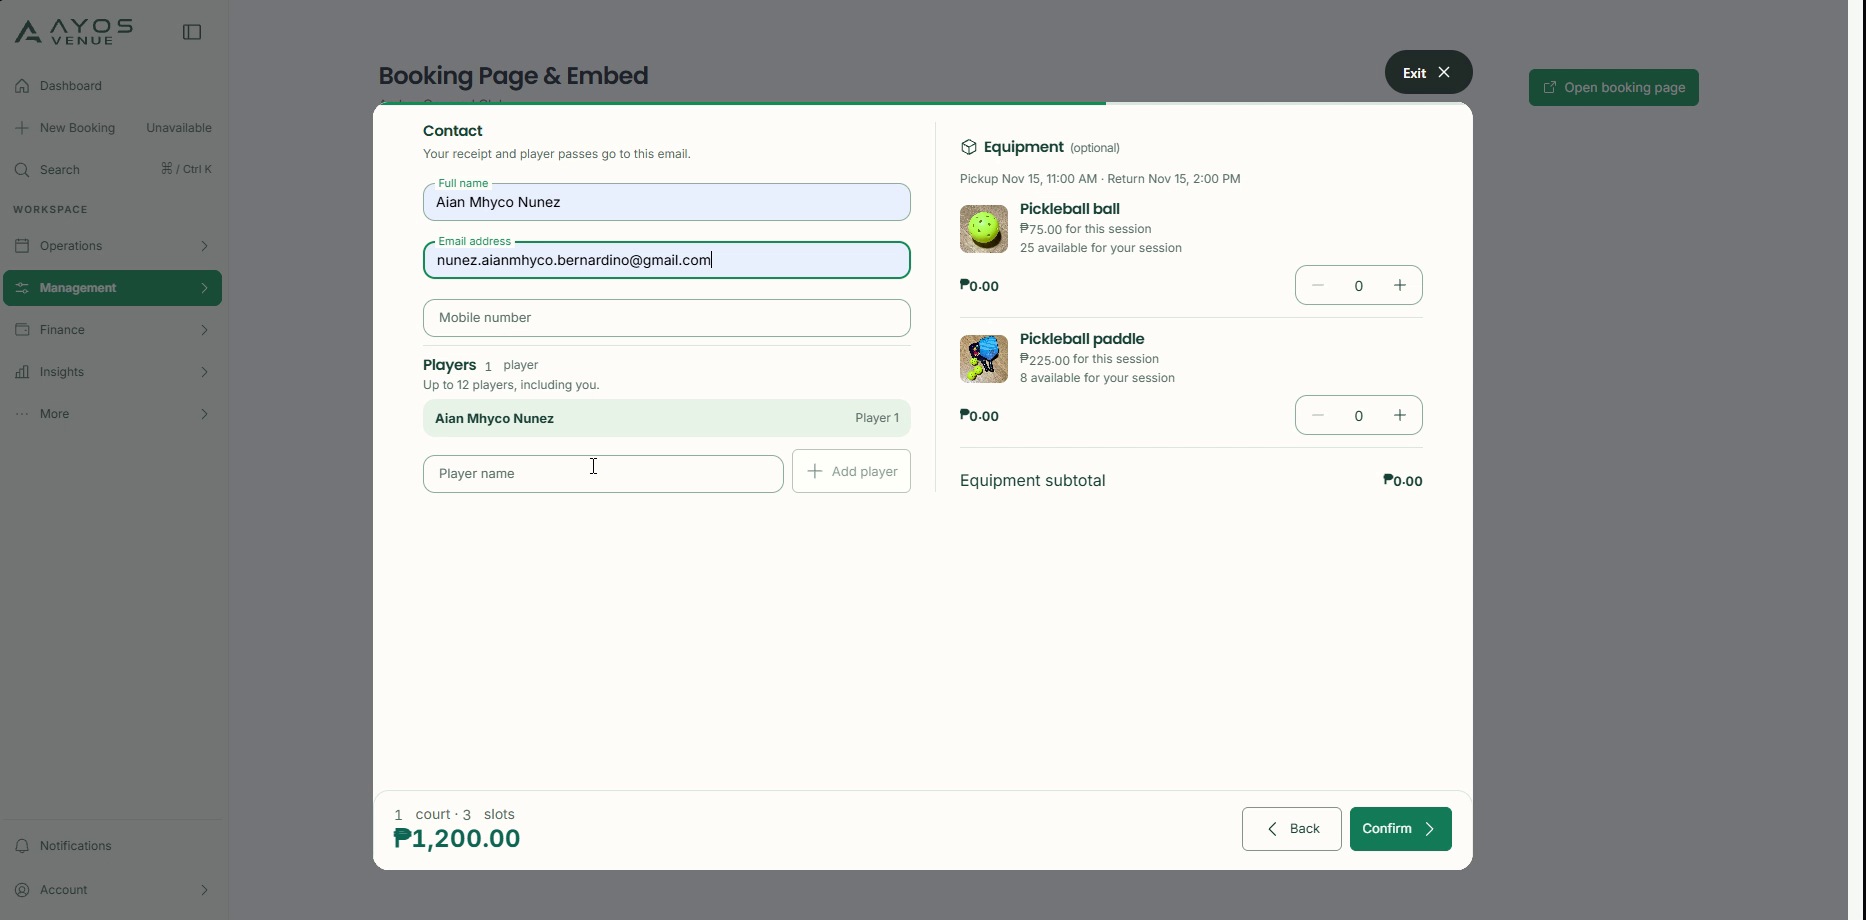 AYOS
VENUE
Dashboard
New Booking Unavailable
Search ⌘ / Ctrl K
WORKSPACE
Operations
Management
Finance
Insights
More
Notifications
Account
Booking Page & Embed
Exit
Open booking page
Contact
Your receipt and player passes go to this email.
Full name
Aian Mhyco Nunez
Email address
nunez.aianmhyco.bernardino@gmail.com
Mobile number
Players 1 player
Up to 12 players, including you.
Aian Mhyco Nunez Player 1
Player name
Add player
Equipment (optional)
Pickup Nov 15, 11:00 AM · Return Nov 15, 2:00 PM
Pickleball ball
₱75.00 for this session
25 available for your session
₱0.00 0
Pickleball paddle
₱225.00 for this session
8 available for your session
₱0.00 0
Equipment subtotal ₱0.00
1 court · 3 slots
₱1,200.00
Back
Confirm